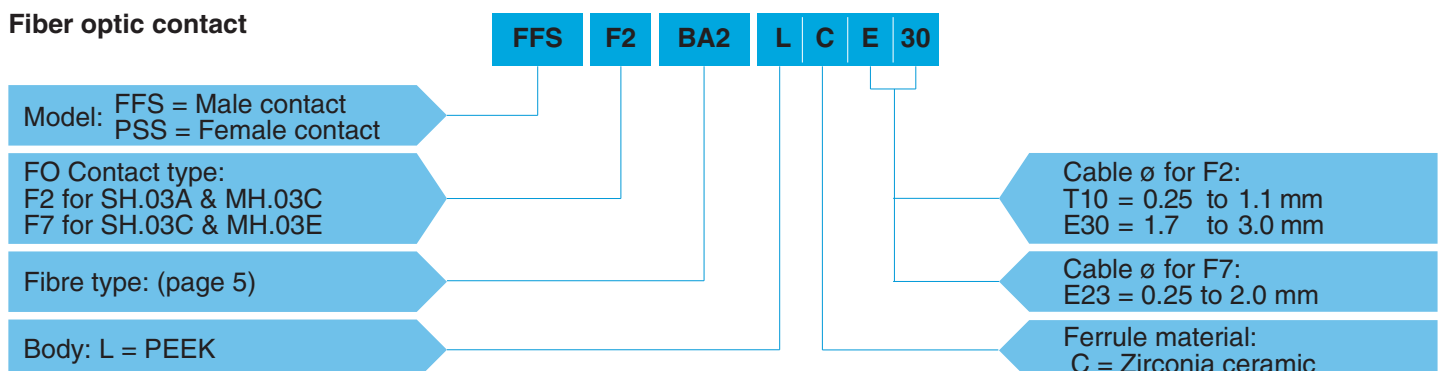 Fiber optic contact
FFS F2 BA2 L C E 30
Model: FFS = Male contact
PSS = Female contact
FO Contact type:
F2 for SH.03A & MH.03C
F7 for SH.03C & MH.03E
Fibre type: (page 5)
Body: L = PEEK
Cable ø for F2:
T10 = 0.25 to 1.1 mm
E30 = 1.7 to 3.0 mm
Cable ø for F7:
E23 = 0.25 to 2.0 mm
Ferrule material:
C = Zirconia ceramic